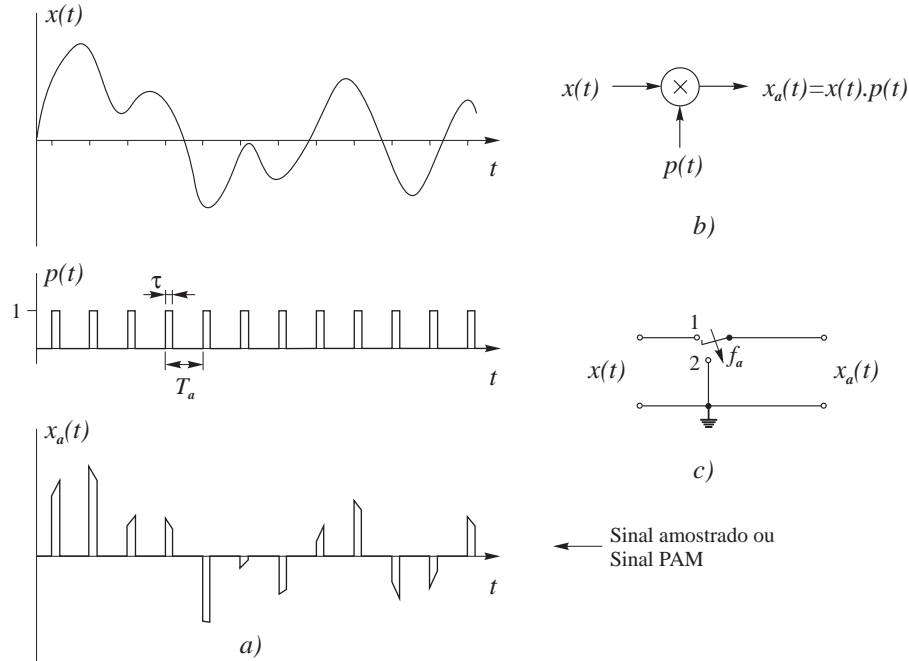 x(t)
t
p(t)
τ
1
T_a
t
x_a(t)
t
a)
x(t)
x_a(t)=x(t).p(t)
p(t)
b)
1
2
f_a
x(t)
x_a(t)
c)
Sinal amostrado ou
Sinal PAM